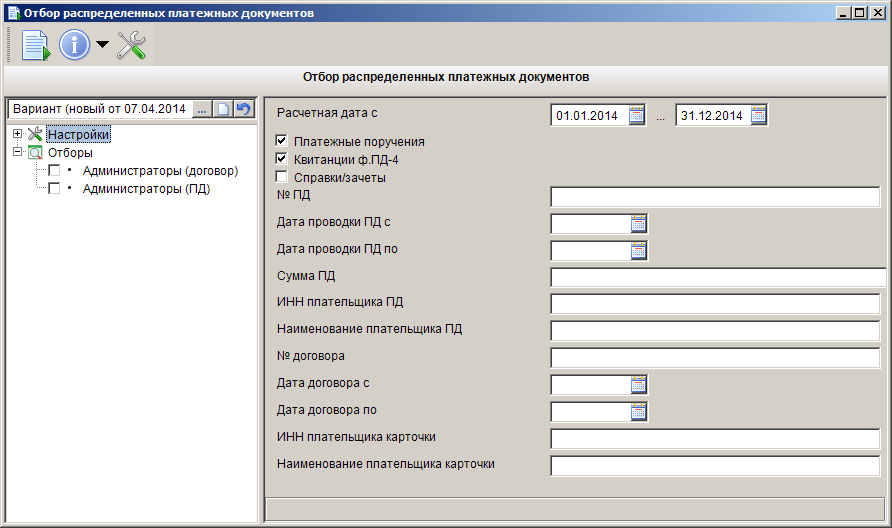 Отбор распределенных платежных документов
Отбор распределенных платежных документов
Вариант (новый от 07.04.2014 ...
Настройки
Отборы
Администраторы (договор)
Администраторы (ПД)
Расчетная дата с 01.01.2014 ... 31.12.2014
Платежные поручения
Квитанции ф.ПД-4
Справки/зачеты
№ ПД
Дата проводки ПД с
Дата проводки ПД по
Сумма ПД
ИНН плательщика ПД
Наименование плательщика ПД
№ договора
Дата договора с
Дата договора по
ИНН плательщика карточки
Наименование плательщика карточки